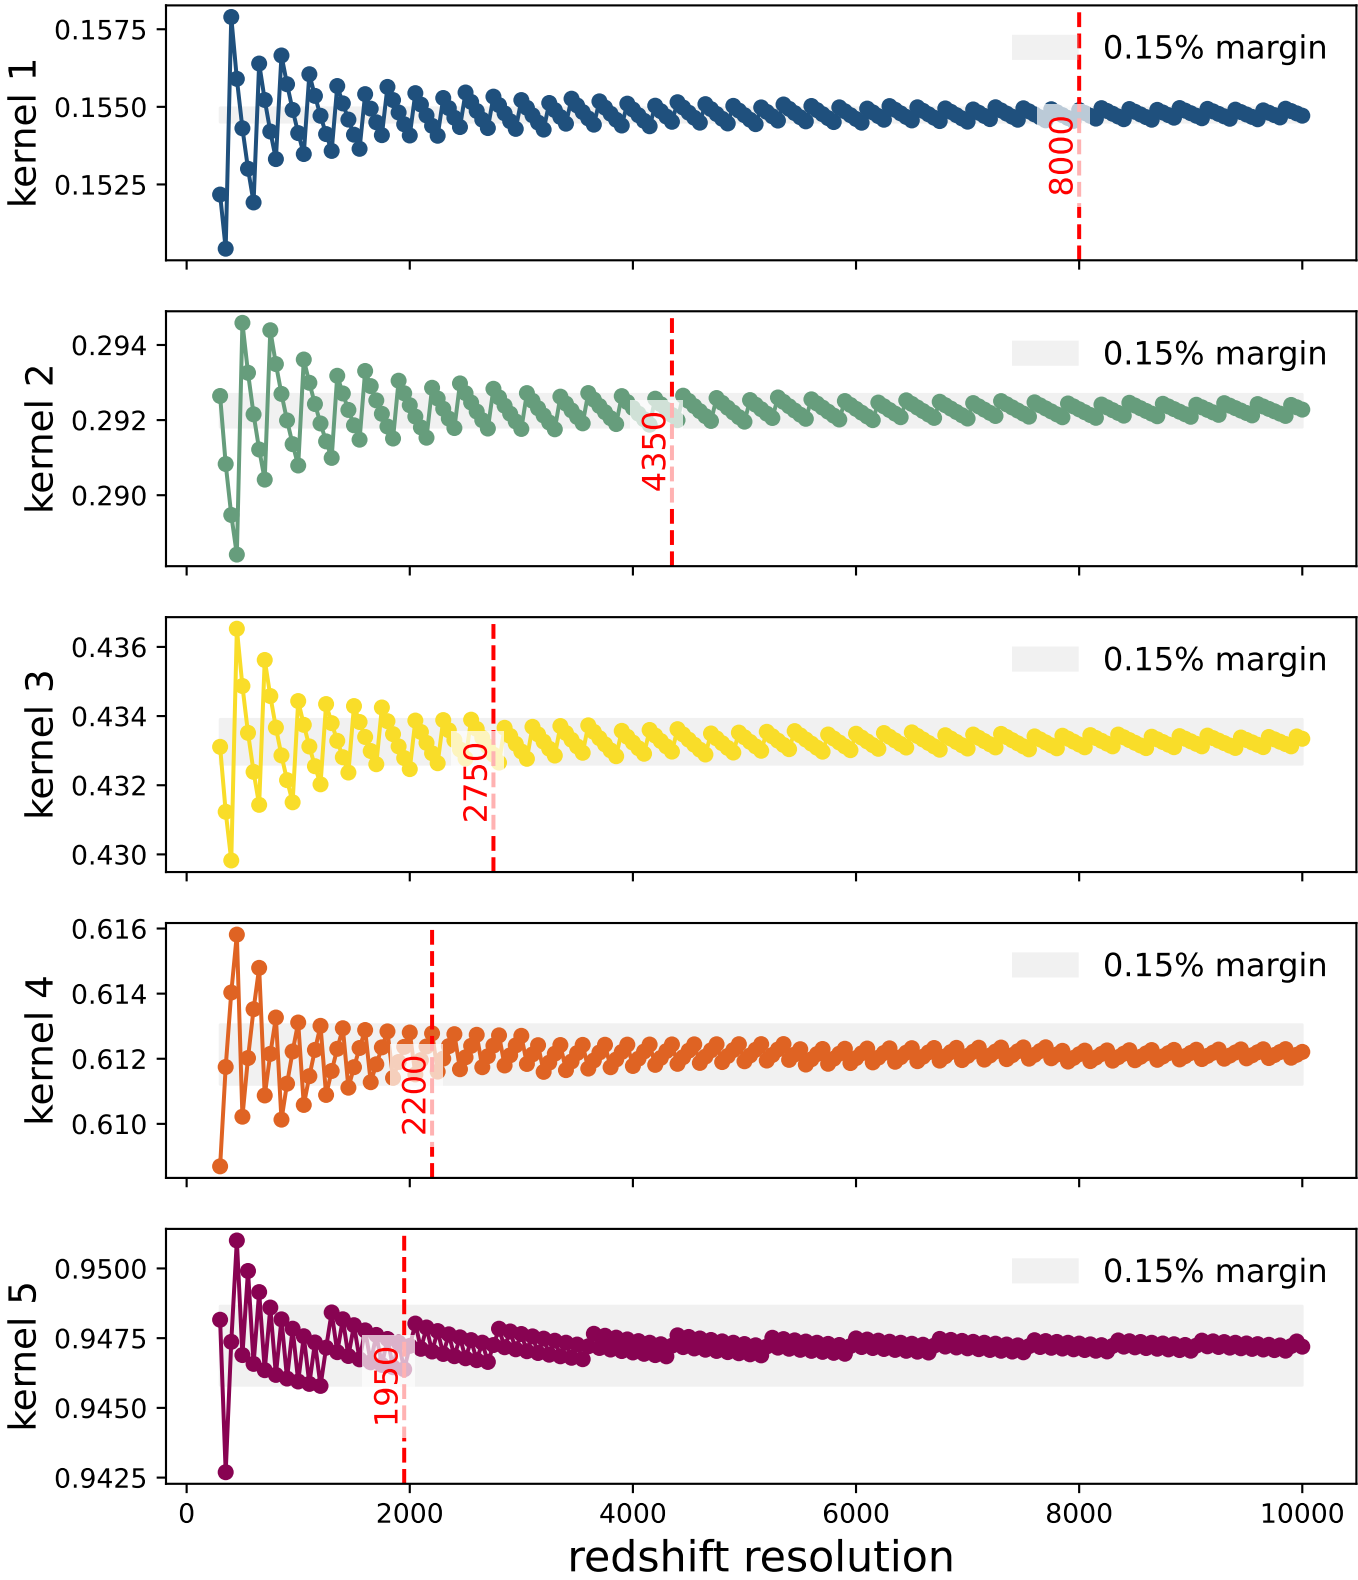 kernel 1
0.1575
0.1550
0.1525
0.15% margin
8000
kernel 2
0.294
0.292
0.290
0.15% margin
4350
kernel 3
0.436
0.434
0.432
0.430
0.15% margin
2750
kernel 4
0.616
0.614
0.612
0.610
0.15% margin
2200
kernel 5
0.9500
0.9475
0.9450
0.9425
0.15% margin
1950
0 2000 4000 6000 8000 10000
redshift resolution